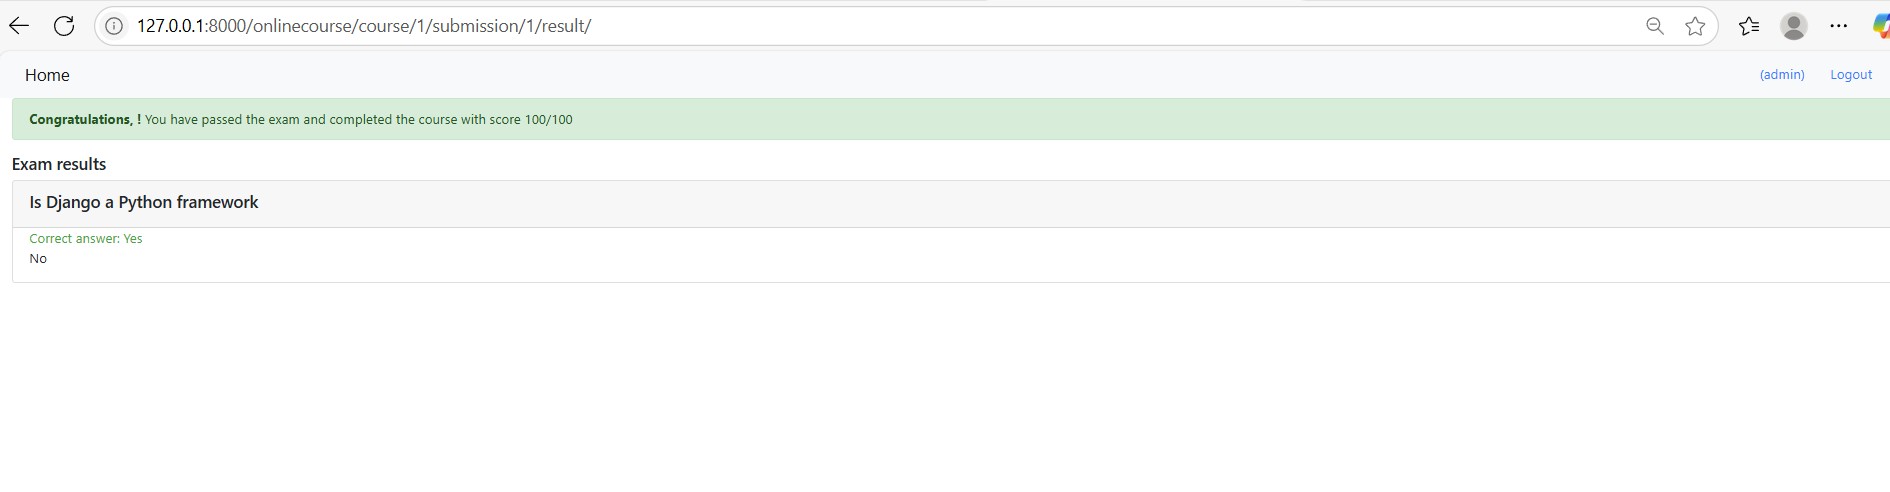 127.0.0.1:8000/onlinecourse/course/1/submission/1/result/
Home (admin) Logout
Congratulations, ! You have passed the exam and completed the course with score 100/100
Exam results
Is Django a Python framework
Correct answer: Yes
No